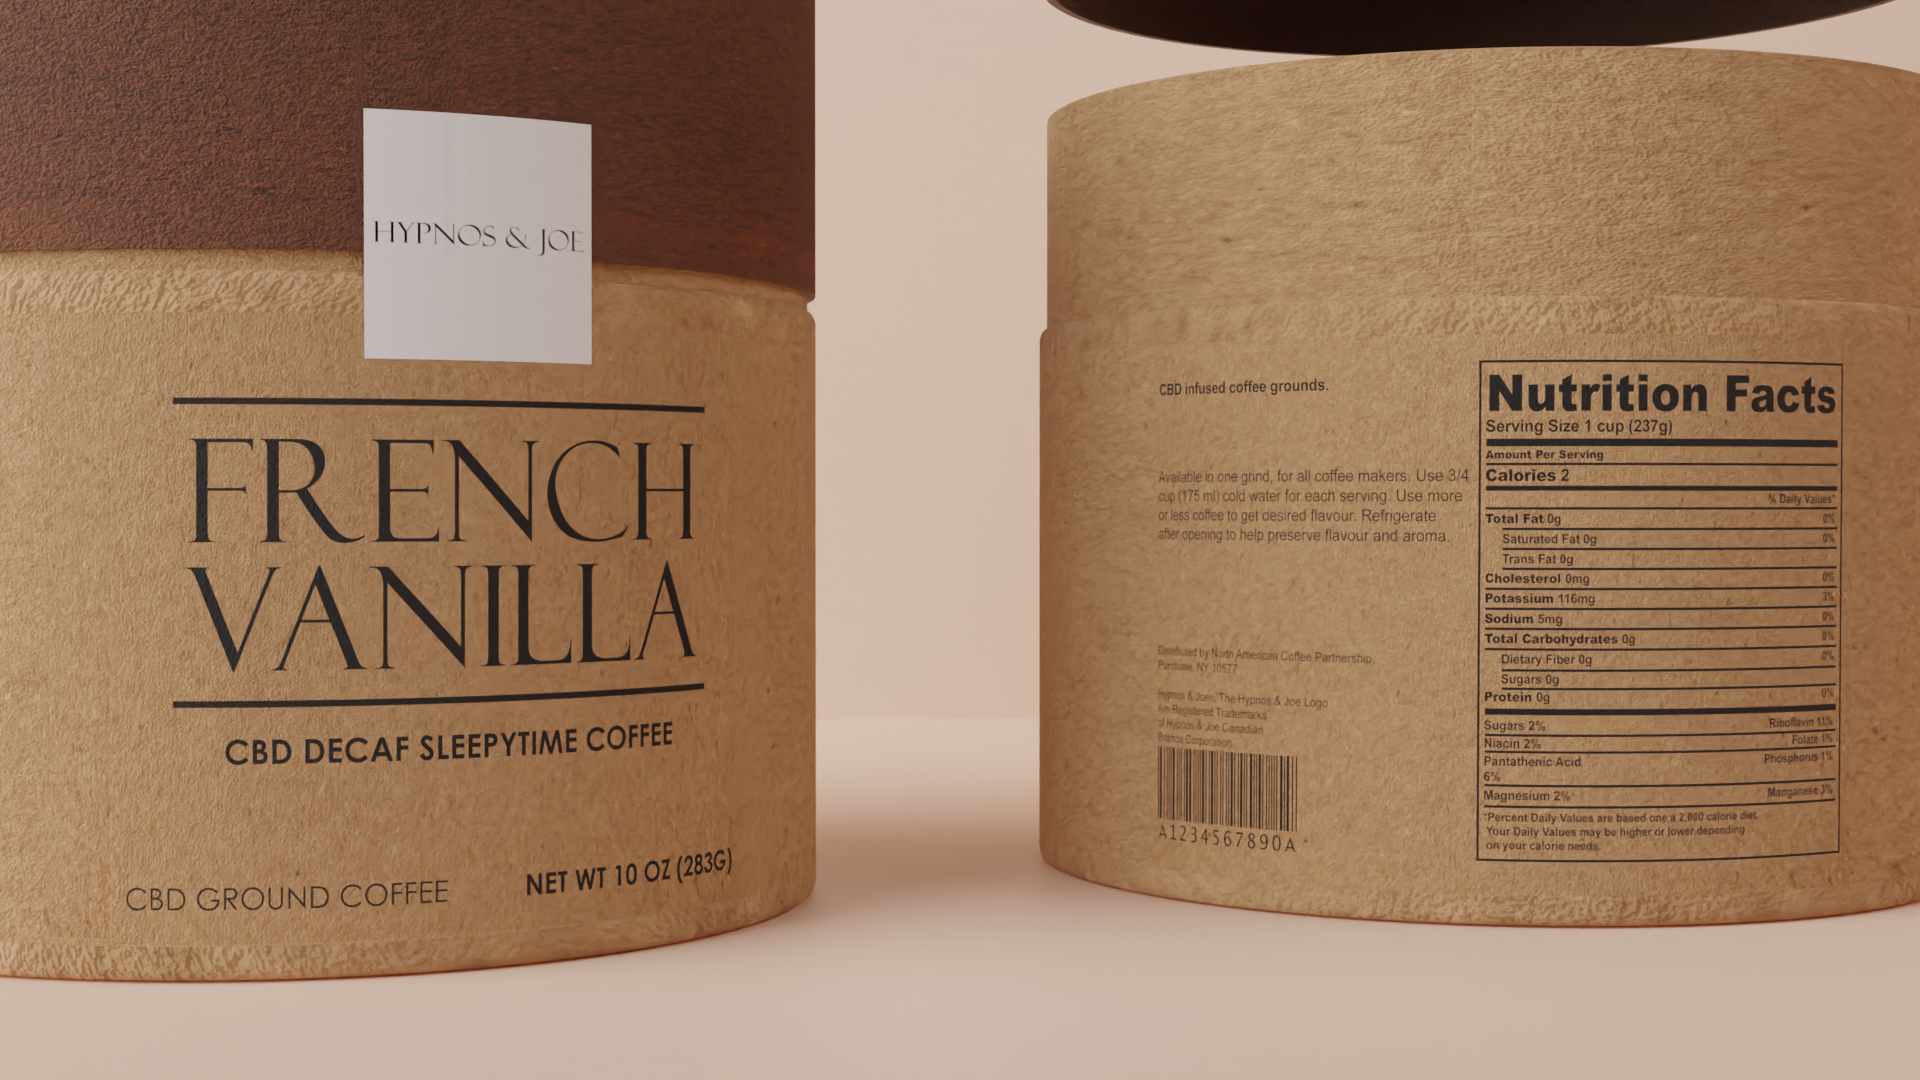 HYPNOS & JOE
FRENCH
VANILLA
CBD DECAF SLEEPYTIME COFFEE
CBD GROUND COFFEE
NET WT 10 OZ (283G)
CBD infused coffee grounds.
Available in one grind, for all coffee makers. Use 3/4
cup (175 ml) cold water for each serving. Use more
or less coffee to get desired flavour. Refrigerate
after opening to help preserve flavour and aroma.
Distributed by North American Coffee Partnership,
Purchase, NY 10577
Hypnos & Joes, The Hypnos & Joe Logo
Are Registered Trademarks
of Hypnos & Joe Canadian
Brands Corporation.
A1234567890A
Nutrition Facts
Serving Size 1 cup (237g)
Amount Per Serving
Calories 2
% Daily Values*
Total Fat 0g 0%
Saturated Fat 0g 0%
Trans Fat 0g
Cholesterol 0mg 0%
Potassium 116mg 3%
Sodium 5mg 0%
Total Carbohydrates 0g 0%
Dietary Fiber 0g 0%
Sugars 0g
Protein 0g 0%
Sugars 2% Riboflavin 11%
Niacin 2% Folate 1%
Pantathenic Acid Phosphorus 1%
6%
Magnesium 2% Manganese 3%
*Percent Daily Values are based one a 2.000 calorie diet.
Your Daily Values may be higher or lower depending
on your calorie needs.